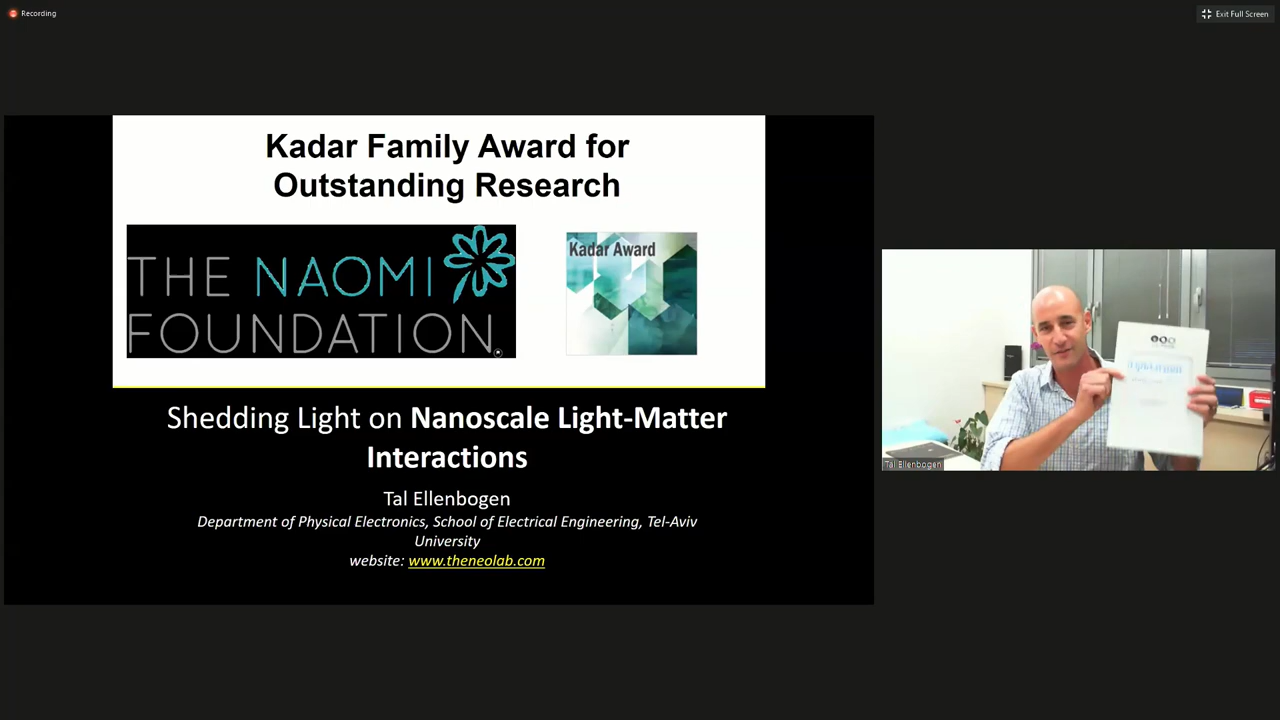 Recording
Exit Full Screen
Kadar Family Award for
Outstanding Research
THE NAOMI
FOUNDATION.
Kadar Award
Shedding Light on Nanoscale Light-Matter
Interactions
Tal Ellenbogen
Department of Physical Electronics, School of Electrical Engineering, Tel-Aviv
University
website: www.theneolab.com
Tal Ellenbogen